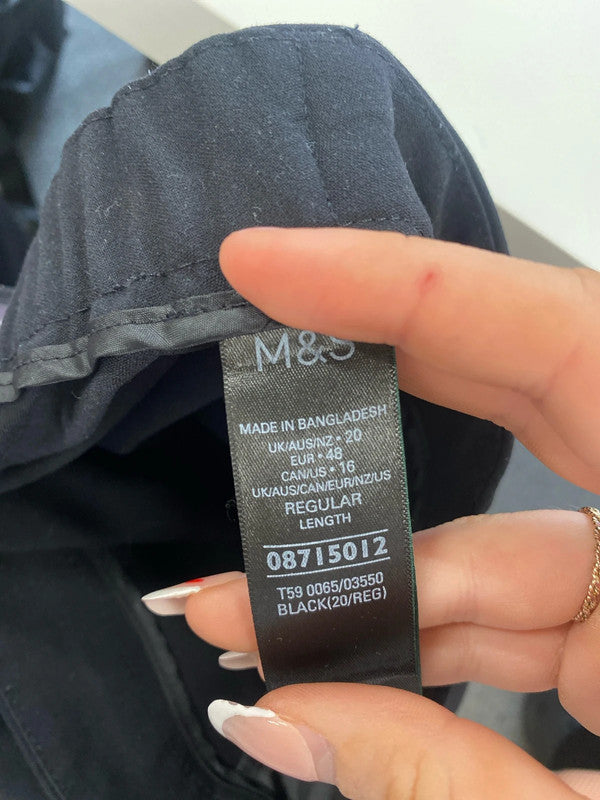 M&S
MADE IN BANGLADESH
UK/AUS/NZ • 20
EUR • 48
CAN/US • 16
UK/AUS/CAN/EUR/NZ/US
REGULAR
LENGTH
08715012
T59 0065/03550
BLACK(20/REG)